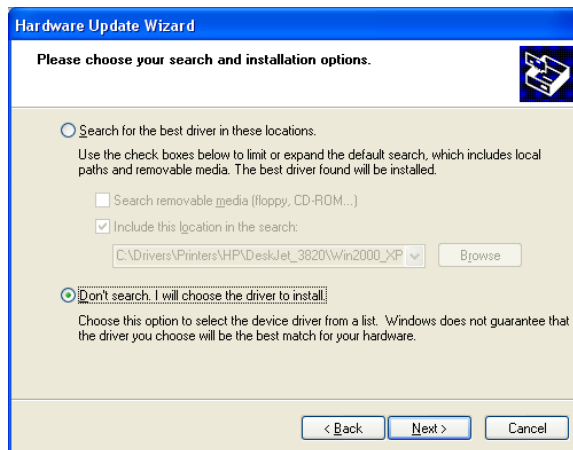 Hardware Update Wizard
Please choose your search and installation options.
Search for the best driver in these locations.
Use the check boxes below to limit or expand the default search, which includes local
paths and removable media. The best driver found will be installed.
Search removable media (floppy, CD-ROM...)
Include this location in the search:
C:\Drivers\Printers\HP\DeskJet_3820\Win2000_XP
Browse
Don't search. I will choose the driver to install.
Choose this option to select the device driver from a list. Windows does not guarantee that
the driver you choose will be the best match for your hardware.
< Back Next > Cancel